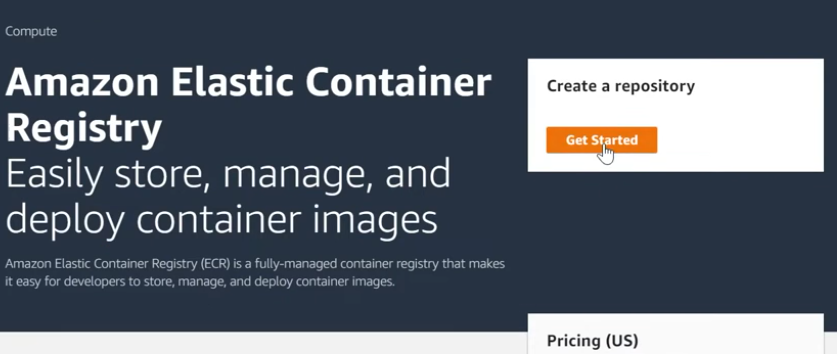 Compute
Amazon Elastic Container
Registry
Easily store, manage, and
deploy container images
Amazon Elastic Container Registry (ECR) is a fully-managed container registry that makes
it easy for developers to store, manage, and deploy container images.
Create a repository
Get Started
Pricing (US)